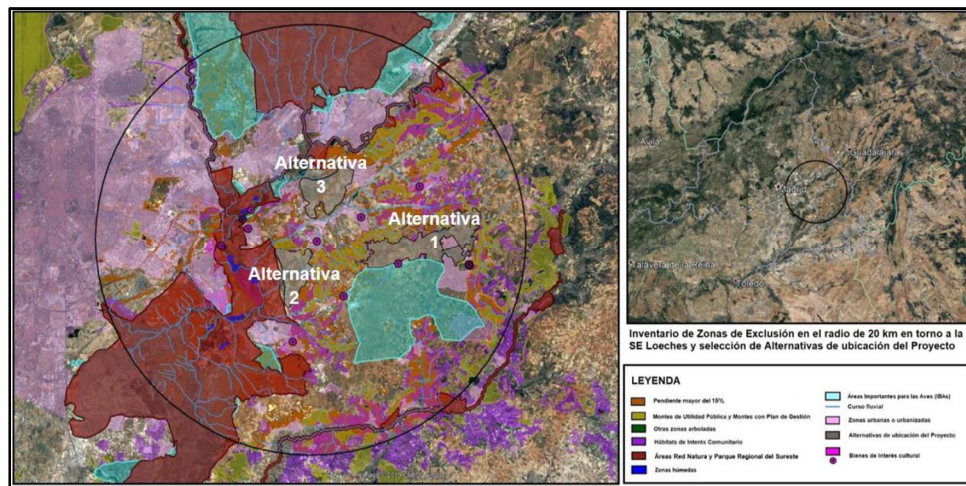 Alternativa
3
Alternativa
1
Alternativa
2
Ávila
Guadalajara
Madrid
Talavera de la Reina
Toledo
Inventario de Zonas de Exclusión en el radio de 20 km en torno a la
SE Loeches y selección de Alternativas de ubicación del Proyecto
LEYENDA
Pendiente mayor del 15%
Montes de Utilidad Pública y Montes con Plan de Gestión
Otras zonas arboladas
Hábitats de Interés Comunitario
Áreas Red Natura y Parque Regional del Sureste
Zonas húmedas
Áreas Importantes para las Aves (IBAs)
Curso fluvial
Zonas urbanas o urbanizadas
Alternativas de ubicación del Proyecto
Bienes de Interés cultural